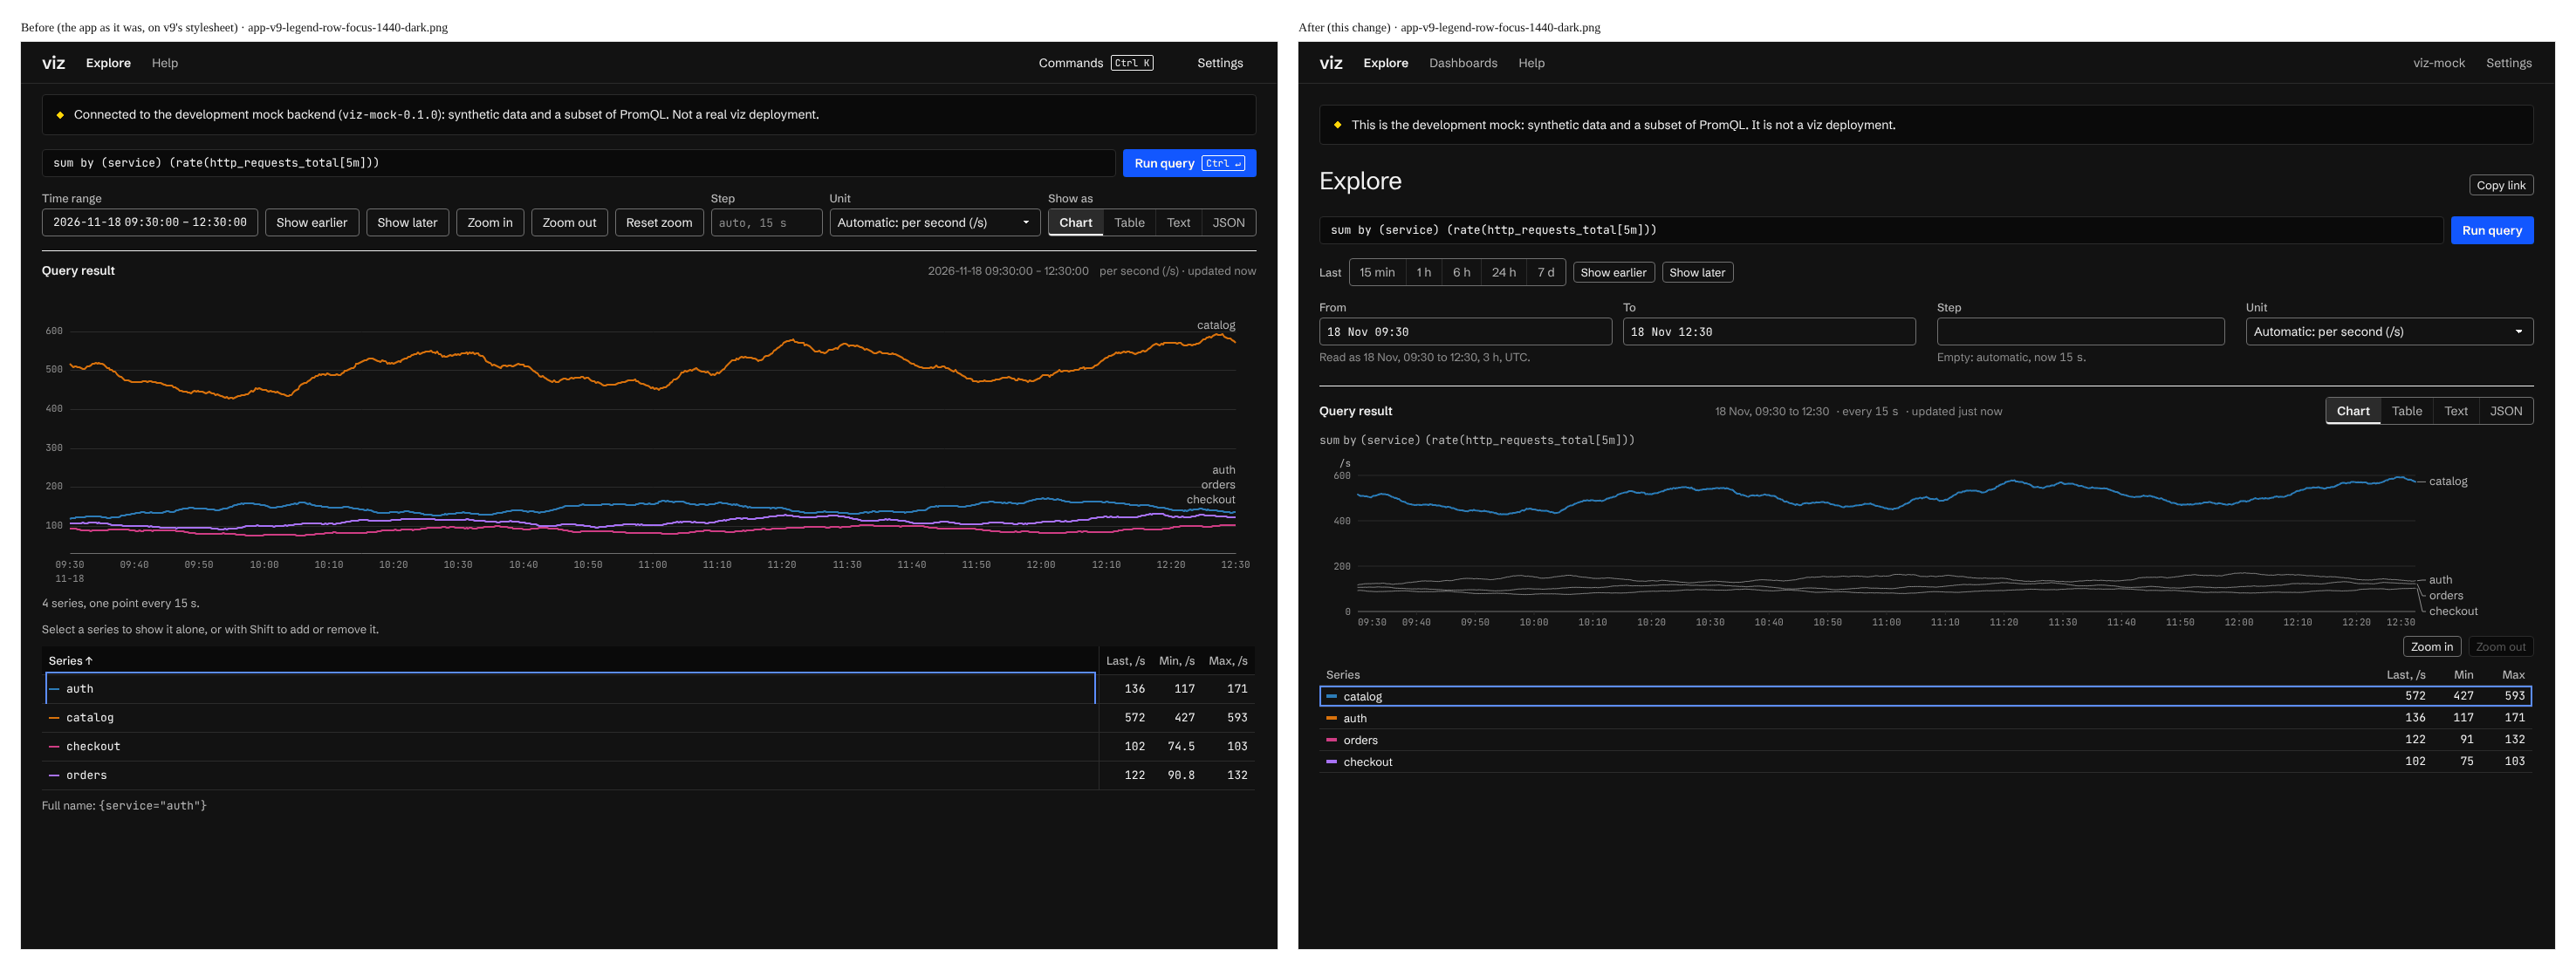 Before (the app as it was, on v9's stylesheet) · app-v9-legend-row-focus-1440-dark.png
viz Explore Help Commands Ctrl K Settings
Connected to the development mock backend (viz-mock-0.1.0): synthetic data and a subset of PromQL. Not a real viz deployment.
sum by (service) (rate(http_requests_total[5m])) Run query Ctrl ↵
Time range Step Unit Show as
2026-11-18 09:30:00 – 12:30:00 Show earlier Show later Zoom in Zoom out Reset zoom auto, 15 s Automatic: per second (/s) Chart Table Text JSON
Query result 2026-11-18 09:30:00 – 12:30:00 per second (/s) · updated now
catalog
600
500
400
300
auth
200 orders
checkout
100
09:30 09:40 09:50 10:00 10:10 10:20 10:30 10:40 10:50 11:00 11:10 11:20 11:30 11:40 11:50 12:00 12:10 12:20 12:30
11-18
4 series, one point every 15 s.
Select a series to show it alone, or with Shift to add or remove it.
Series ↑ Last, /s Min, /s Max, /s
auth 136 117 171
catalog 572 427 593
checkout 102 74.5 103
orders 122 90.8 132
Full name: {service="auth"}
After (this change) · app-v9-legend-row-focus-1440-dark.png
viz Explore Dashboards Help viz-mock Settings
This is the development mock: synthetic data and a subset of PromQL. It is not a viz deployment.
Explore Copy link
sum by (service) (rate(http_requests_total[5m])) Run query
Last 15 min 1 h 6 h 24 h 7 d Show earlier Show later
From To Step Unit
18 Nov 09:30 18 Nov 12:30 Automatic: per second (/s)
Read as 18 Nov, 09:30 to 12:30, 3 h, UTC. Empty: automatic, now 15 s.
Query result 18 Nov, 09:30 to 12:30 · every 15 s · updated just now Chart Table Text JSON
sum by (service) (rate(http_requests_total[5m]))
/s
600 catalog
400
200
auth
orders
0 checkout
09:30 09:40 09:50 10:00 10:10 10:20 10:30 10:40 10:50 11:00 11:10 11:20 11:30 11:40 11:50 12:00 12:10 12:20 12:30
Zoom in Zoom out
Series Last, /s Min Max
catalog 572 427 593
auth 136 117 171
orders 122 91 132
checkout 102 75 103